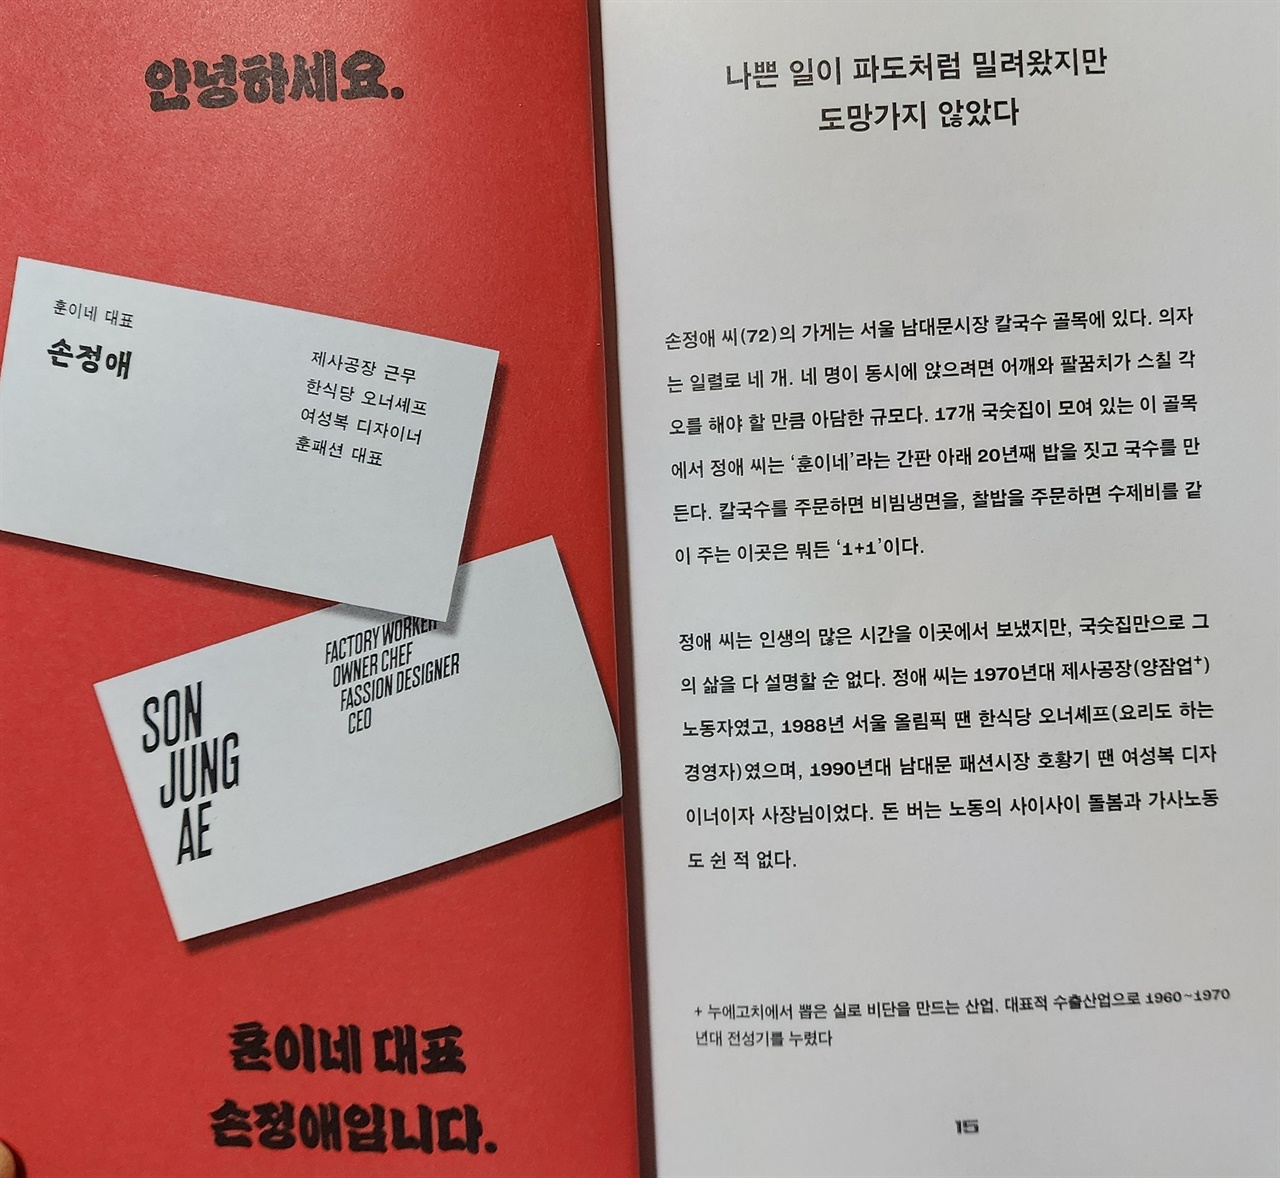 안녕하세요.
훈이네 대표
손정애
제사공장 근무
한식당 오너셰프
여성복 디자이너
훈패션 대표
SON
JUNG
AE
FACTORY WORKER
OWNER CHEF
FASSION DESIGNER
CEO
훈이네 대표
손정애입니다.
나쁜 일이 파도처럼 밀려왔지만
도망가지 않았다
손정애 씨(72)의 가게는 서울 남대문시장 칼국수 골목에 있다. 의자
는 일렬로 네 개. 네 명이 동시에 앉으려면 어깨와 팔꿈치가 스칠 각
오를 해야 할 만큼 아담한 규모다. 17개 국숫집이 모여 있는 이 골목
에서 정애 씨는 ‘훈이네’라는 간판 아래 20년째 밥을 짓고 국수를 만
든다. 칼국수를 주문하면 비빔냉면을, 찰밥을 주문하면 수제비를 같
이 주는 이곳은 뭐든 ‘1+1’이다.
정애 씨는 인생의 많은 시간을 이곳에서 보냈지만, 국숫집만으로 그
의 삶을 다 설명할 순 없다. 정애 씨는 1970년대 제사공장(양잠업+)
노동자였고, 1988년 서울 올림픽 땐 한식당 오너셰프(요리도 하는
경영자)였으며, 1990년대 남대문 패션시장 호황기 땐 여성복 디자
이너이자 사장님이었다. 돈 버는 노동의 사이사이 돌봄과 가사노동
도 쉰 적 없다.
+ 누에고치에서 뽑은 실로 비단을 만드는 산업. 대표적 수출산업으로 1960~1970
년대 전성기를 누렸다
15